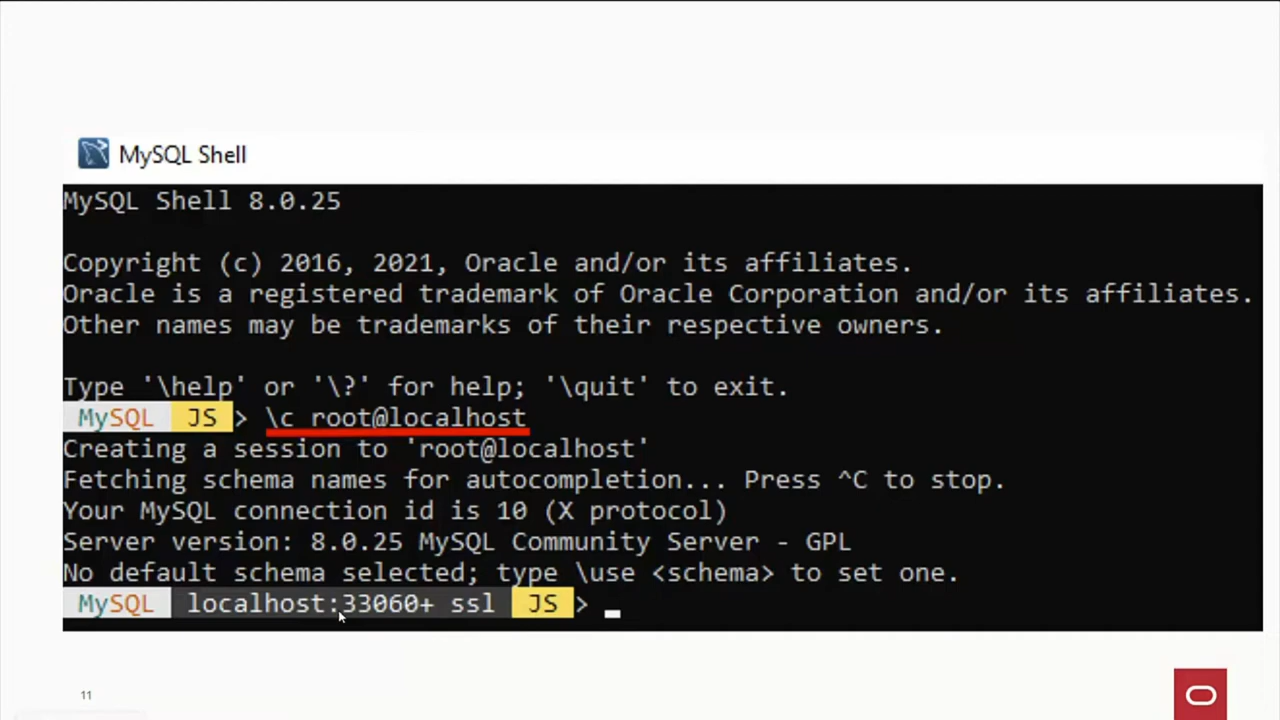 MySQL Shell
MySQL Shell 8.0.25
Copyright (c) 2016, 2021, Oracle and/or its affiliates.
Oracle is a registered trademark of Oracle Corporation and/or its affiliates.
Other names may be trademarks of their respective owners.
Type '\help' or '\?' for help; '\quit' to exit.
MySQL JS> \c root@localhost
Creating a session to 'root@localhost'
Fetching schema names for autocompletion... Press ^C to stop.
Your MySQL connection id is 10 (X protocol)
Server version: 8.0.25 MySQL Community Server - GPL
No default schema selected; type \use <schema> to set one.
MySQL localhost:33060+ ssl JS>
11